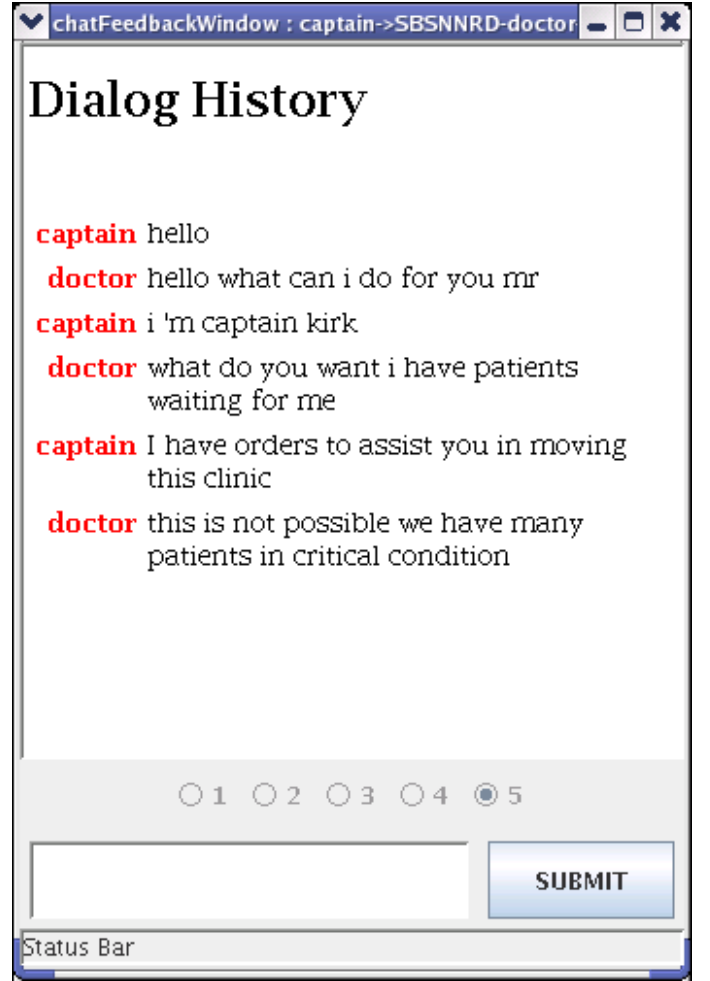 chatFeedbackWindow : captain->SBSNNRD-doctor
Dialog History
captain hello
doctor hello what can i do for you mr
captain i 'm captain kirk
doctor what do you want i have patients
waiting for me
captain I have orders to assist you in moving
this clinic
doctor this is not possible we have many
patients in critical condition
1 2 3 4 5
SUBMIT
Status Bar